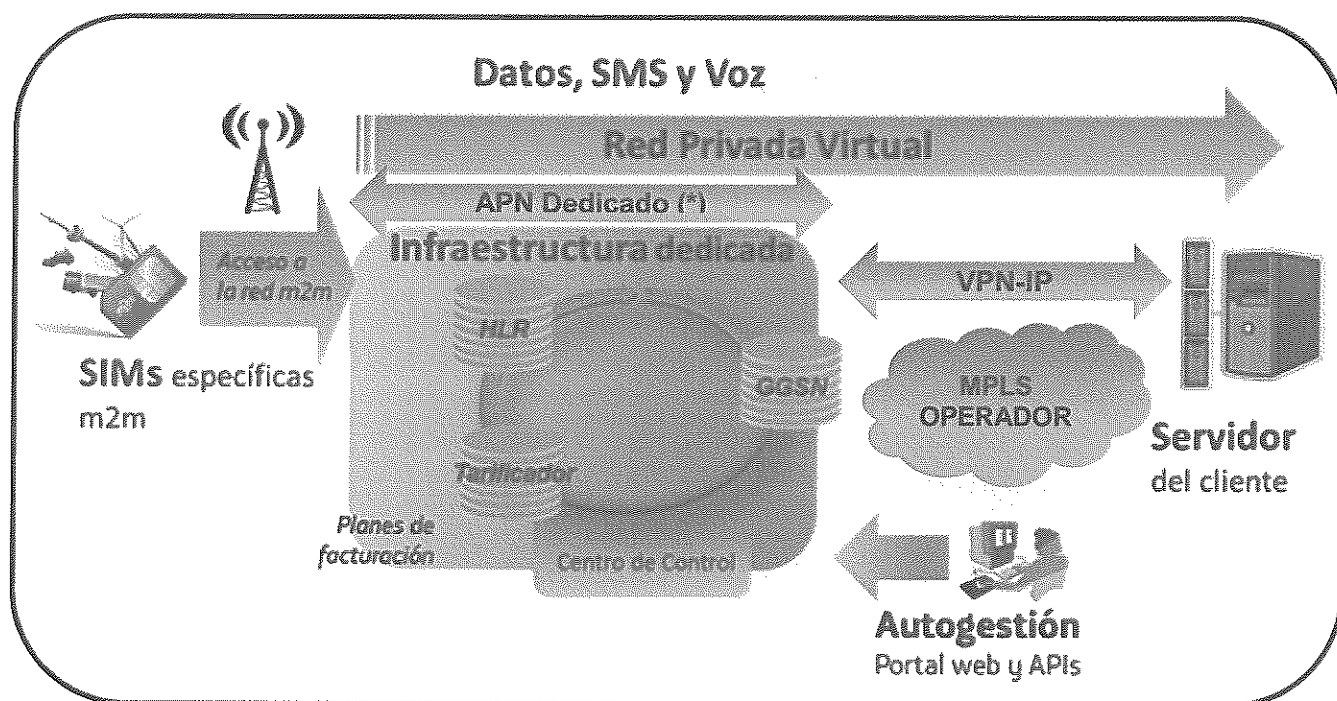 Datos, SMS y Voz
Red Privada Virtual
APN Dedicado (*)
Infraestructura dedicada
Acceso a
la red m2m
VPN-IP
HLR
SIMs específicas
m2m
GGSN
MPLS
OPERADOR
Servidor
del cliente
Tarificador
Planes de
facturación
Centro de Control
Autogestión
Portal web y APIs